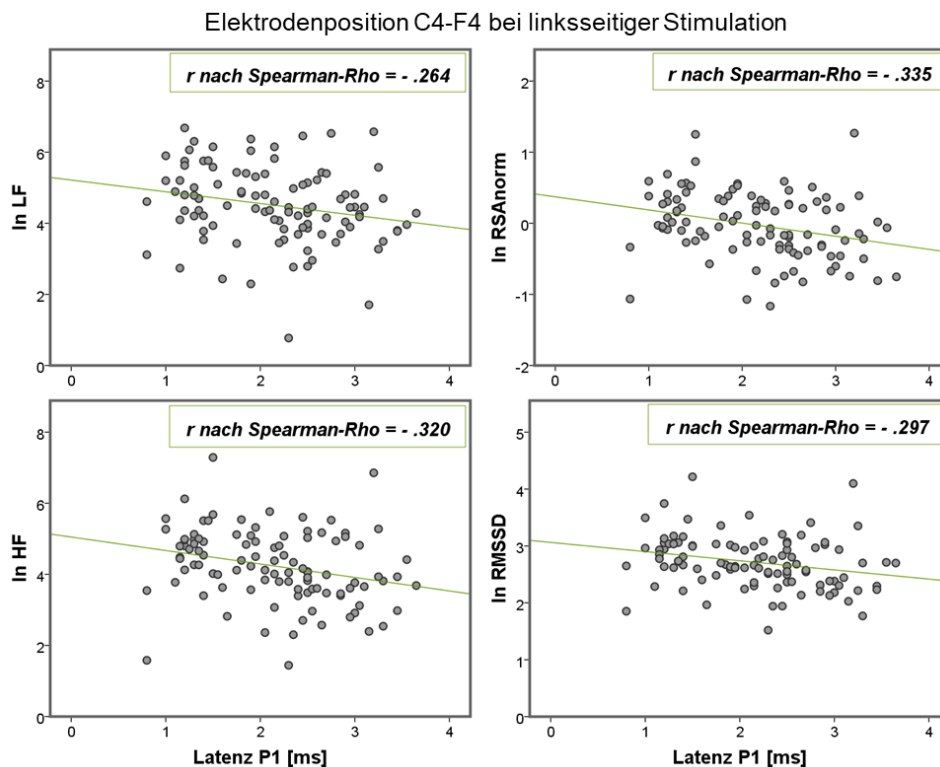 Elektrodenposition C4-F4 bei linksseitiger Stimulation
r nach Spearman-Rho = - .264
ln LF
8
6
4
2
0
0 1 2 3 4
r nach Spearman-Rho = - .335
ln RSAnorm
2
1
0
-1
-2
0 1 2 3 4
r nach Spearman-Rho = - .320
ln HF
8
6
4
2
0
0 1 2 3 4
Latenz P1 [ms]
r nach Spearman-Rho = - .297
ln RMSSD
5
4
3
2
1
0
0 1 2 3 4
Latenz P1 [ms]